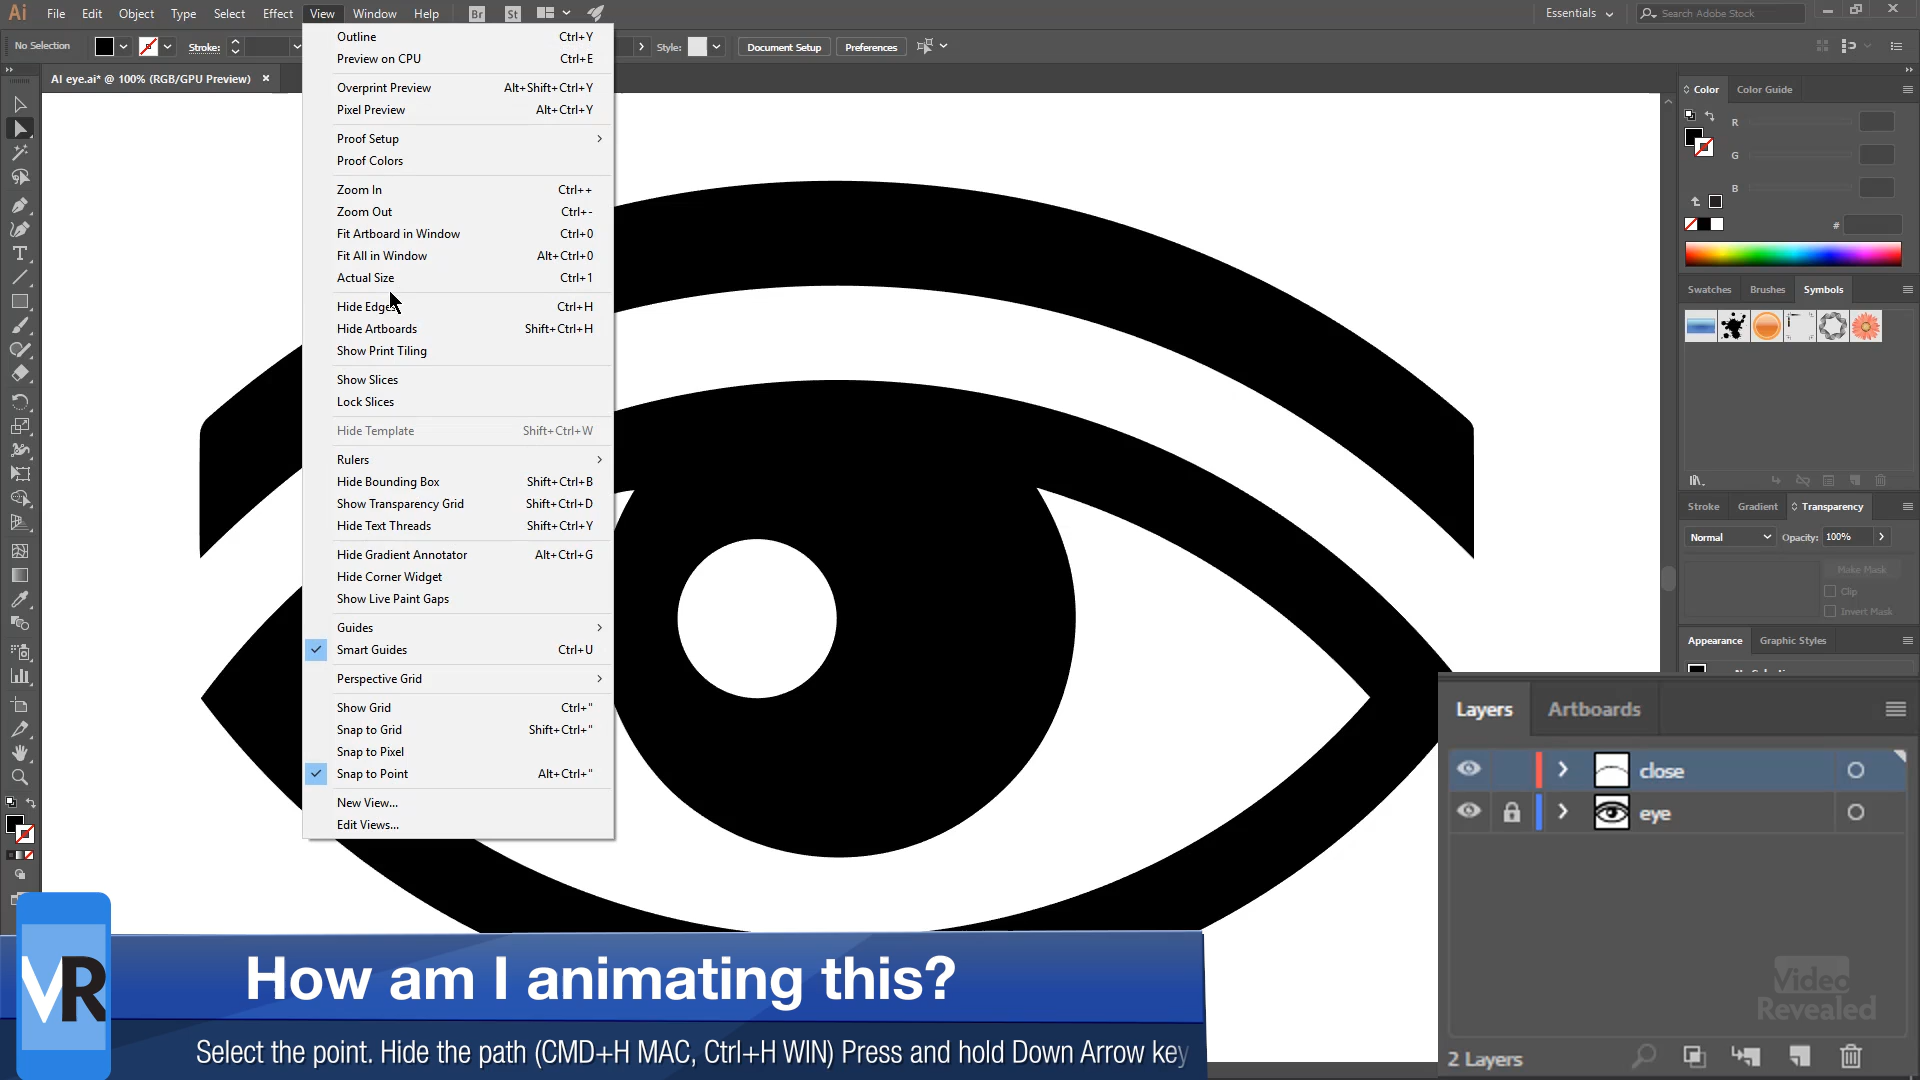 Ai File Edit Object Type Select Effect View Window Help Br St Essentials Search Adobe Stock
No Selection Stroke: Style: Document Setup Preferences
AI eye.ai* @ 100% (RGB/GPU Preview) ×
Outline Ctrl+Y
Preview on CPU Ctrl+E
Overprint Preview Alt+Shift+Ctrl+Y
Pixel Preview Alt+Ctrl+Y
Proof Setup
Proof Colors
Zoom In Ctrl++
Zoom Out Ctrl+-
Fit Artboard in Window Ctrl+0
Fit All in Window Alt+Ctrl+0
Actual Size Ctrl+1
Hide Edges Ctrl+H
Hide Artboards Shift+Ctrl+H
Show Print Tiling
Show Slices
Lock Slices
Hide Template Shift+Ctrl+W
Rulers
Hide Bounding Box Shift+Ctrl+B
Show Transparency Grid Shift+Ctrl+D
Hide Text Threads Shift+Ctrl+Y
Hide Gradient Annotator Alt+Ctrl+G
Hide Corner Widget
Show Live Paint Gaps
Guides
Smart Guides Ctrl+U
Perspective Grid
Show Grid Ctrl+"
Snap to Grid Shift+Ctrl+"
Snap to Pixel
Snap to Point Alt+Ctrl+"
New View...
Edit Views...
Color Color Guide
R
G
B
#
Swatches Brushes Symbols
Stroke Gradient Transparency
Normal Opacity: 100%
Make Mask
Clip
Invert Mask
Appearance Graphic Styles
Layers Artboards
close
eye
Video
Revealed
2 Layers
VR
How am I animating this?
Select the point. Hide the path (CMD+H MAC, Ctrl+H WIN) Press and hold Down Arrow key